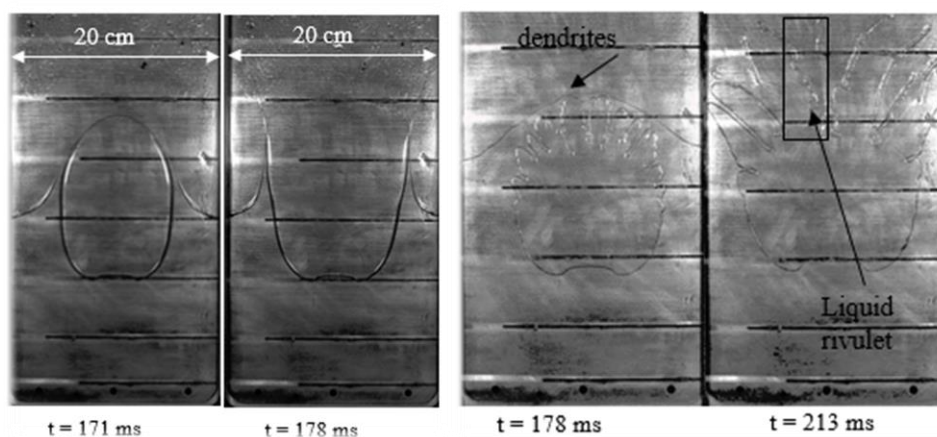 20 cm
20 cm
dendrites
Liquid
rivulet
t = 171 ms
t = 178 ms
t = 178 ms
t = 213 ms